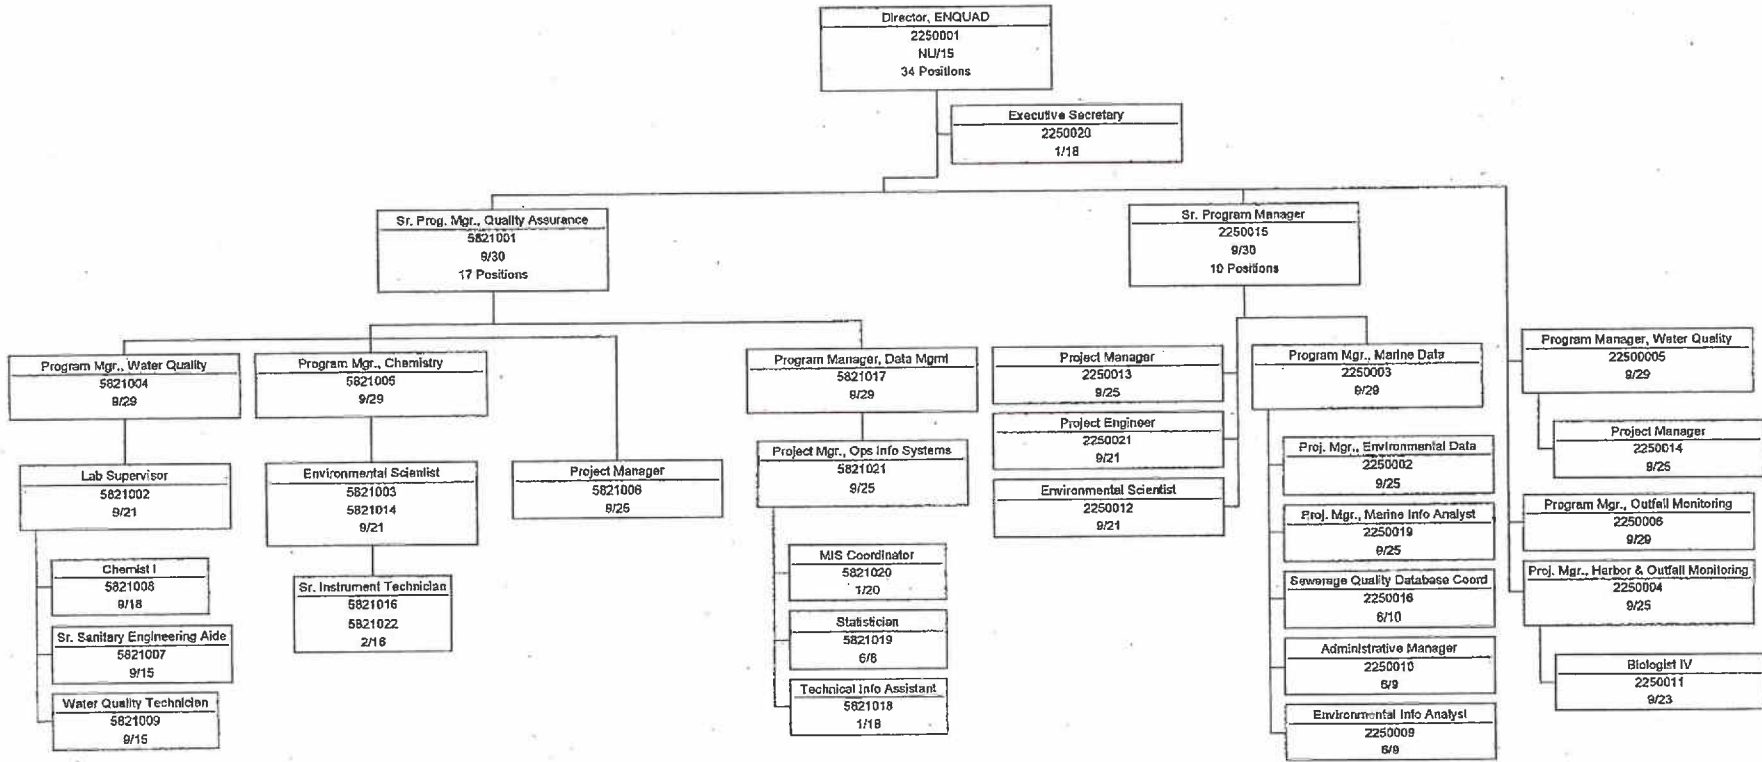 Director, ENQUAD
2250001
NU/15
34 Positions
Executive Secretary
2250020
1/18
Sr. Prog. Mgr., Quality Assurance
5821001
9/30
17 Positions
Sr. Program Manager
2250015
9/30
10 Positions
Program Mgr., Water Quality
5821004
9/29
Lab Supervisor
5821002
9/21
Chemist I
5821008
9/18
Sr. Sanitary Engineering Aide
5821007
9/15
Water Quality Technician
5821009
9/15
Program Mgr., Chemistry
5821005
9/29
Environmental Scientist
5821003
5821014
9/21
Sr. Instrument Technician
5821016
5821022
2/16
Project Manager
5821006
9/25
Program Manager, Data Mgmt
5821017
9/29
Project Mgr., Ops Info Systems
5821021
9/25
MIS Coordinator
5821020
1/20
Statistician
5821019
6/8
Technical Info Assistant
5821018
1/18
Project Manager
2250013
9/25
Project Engineer
2250021
9/21
Environmental Scientist
2250012
9/21
Program Mgr., Marine Data
2250003
9/29
Proj. Mgr., Environmental Data
2250002
9/25
Proj. Mgr., Marine Info Analyst
2250019
9/25
Sewerage Quality Database Coord
2250016
6/10
Administrative Manager
2250010
6/9
Environmental Info Analyst
2250009
6/9
Program Manager, Water Quality
22500005
9/29
Project Manager
2250014
9/25
Program Mgr., Outfall Monitoring
2250006
9/29
Proj. Mgr., Harbor & Outfall Monitoring
2250004
9/25
Biologist IV
2250011
9/23